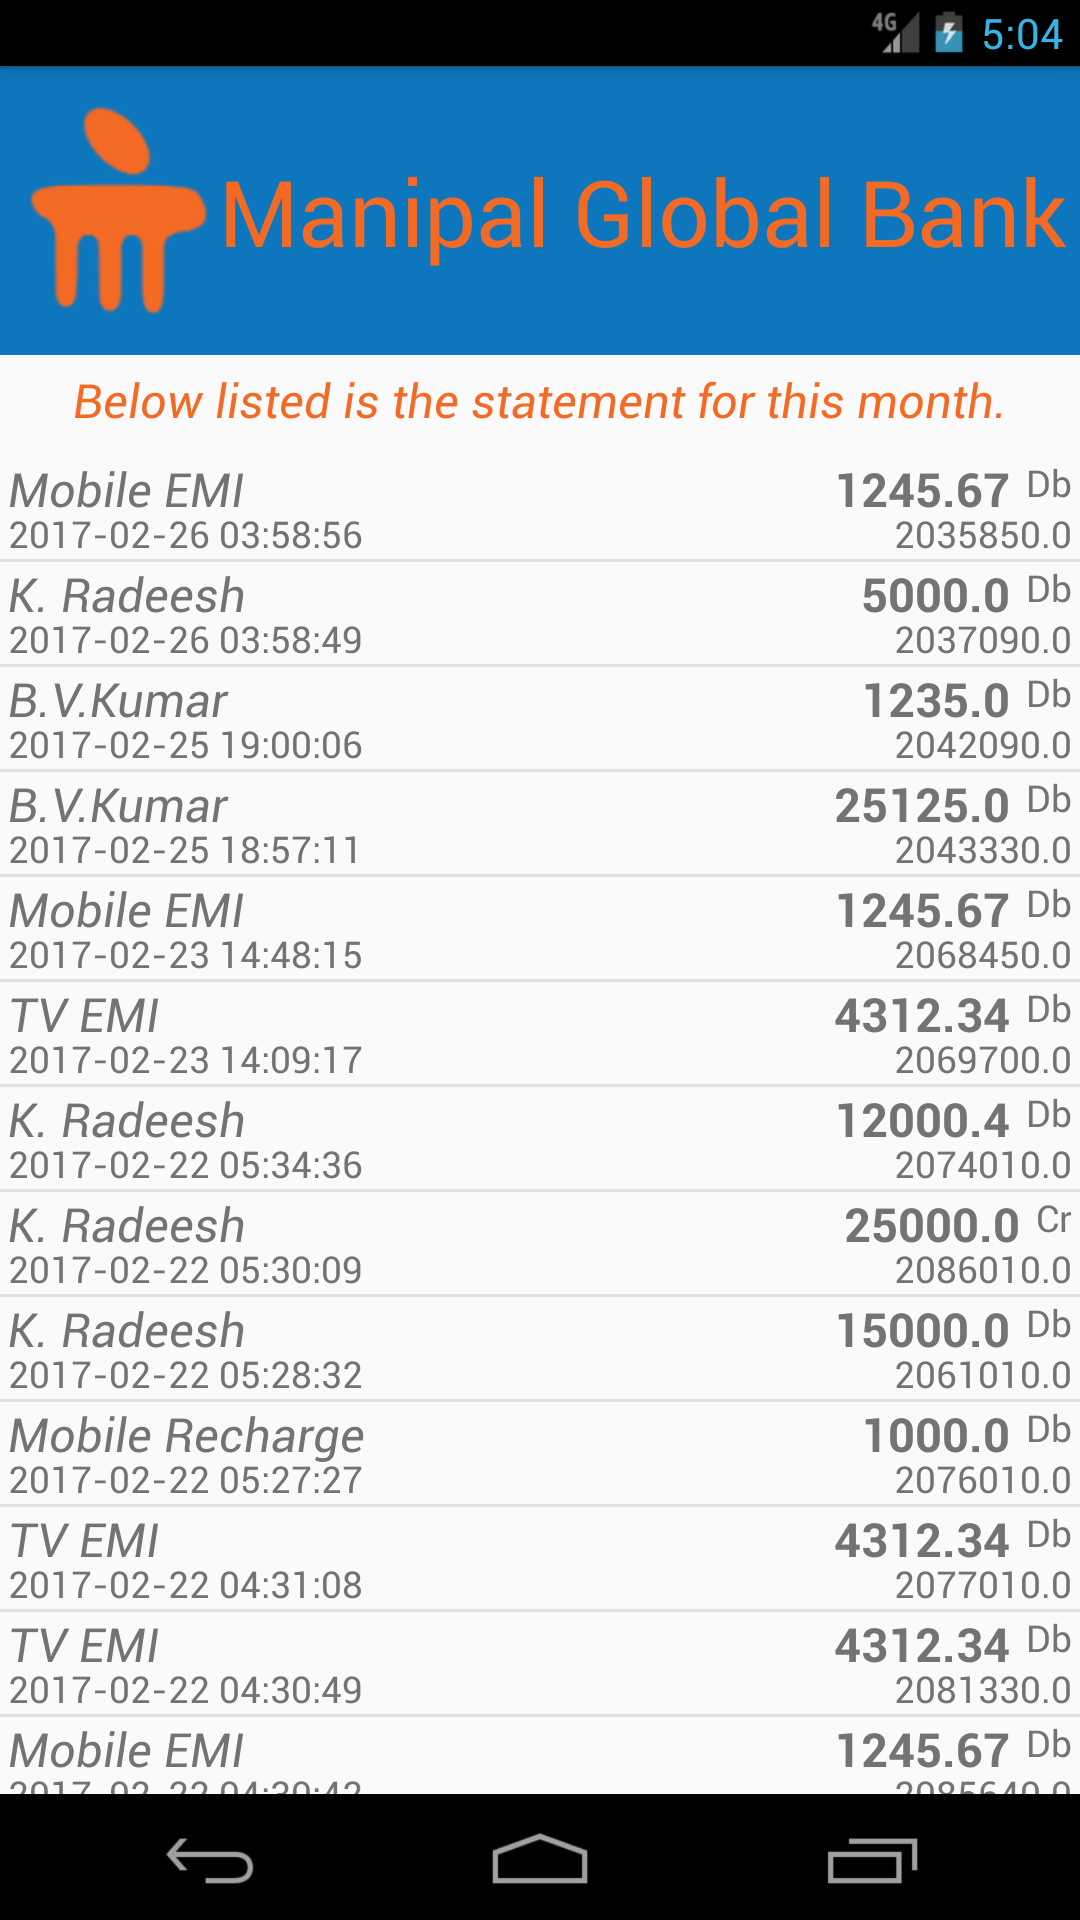 4G 5:04
Manipal Global Bank
Below listed is the statement for this month.
Mobile EMI 1245.67 Db
2017-02-26 03:58:56 2035850.0
K. Radeesh 5000.0 Db
2017-02-26 03:58:49 2037090.0
B.V.Kumar 1235.0 Db
2017-02-25 19:00:06 2042090.0
B.V.Kumar 25125.0 Db
2017-02-25 18:57:11 2043330.0
Mobile EMI 1245.67 Db
2017-02-23 14:48:15 2068450.0
TV EMI 4312.34 Db
2017-02-23 14:09:17 2069700.0
K. Radeesh 12000.4 Db
2017-02-22 05:34:36 2074010.0
K. Radeesh 25000.0 Cr
2017-02-22 05:30:09 2086010.0
K. Radeesh 15000.0 Db
2017-02-22 05:28:32 2061010.0
Mobile Recharge 1000.0 Db
2017-02-22 05:27:27 2076010.0
TV EMI 4312.34 Db
2017-02-22 04:31:08 2077010.0
TV EMI 4312.34 Db
2017-02-22 04:30:49 2081330.0
Mobile EMI 1245.67 Db